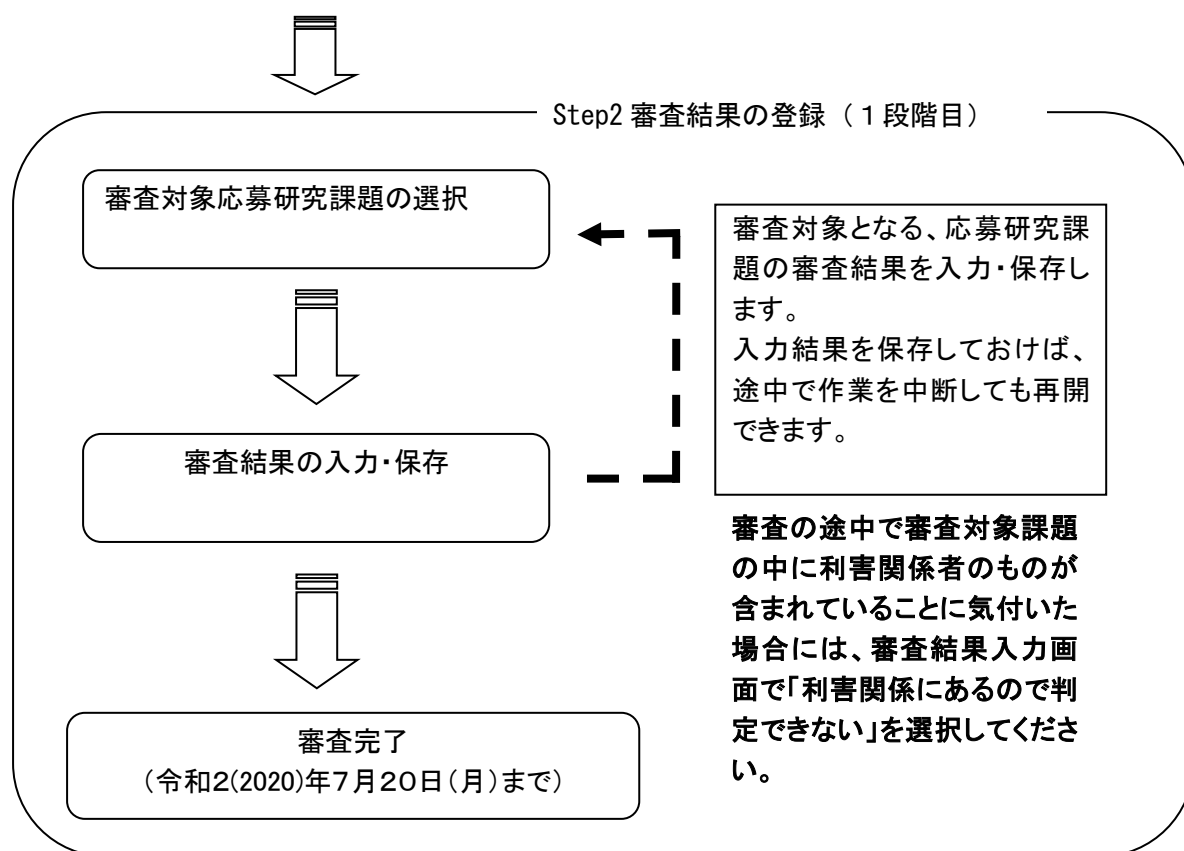 Step2 審査結果の登録（１段階目）
審査対象応募研究課題の選択
審査対象となる、応募研究課
題の審査結果を入力・保存し
ます。
入力結果を保存しておけば、
途中で作業を中断しても再開
できます。
審査結果の入力・保存
審査の途中で審査対象課題
の中に利害関係者のものが
含まれていることに気付いた
場合には、審査結果入力画
面で「利害関係にあるので判
定できない」を選択してくださ
い。
審査完了
（令和２(2020)年７月２０日（月）まで）